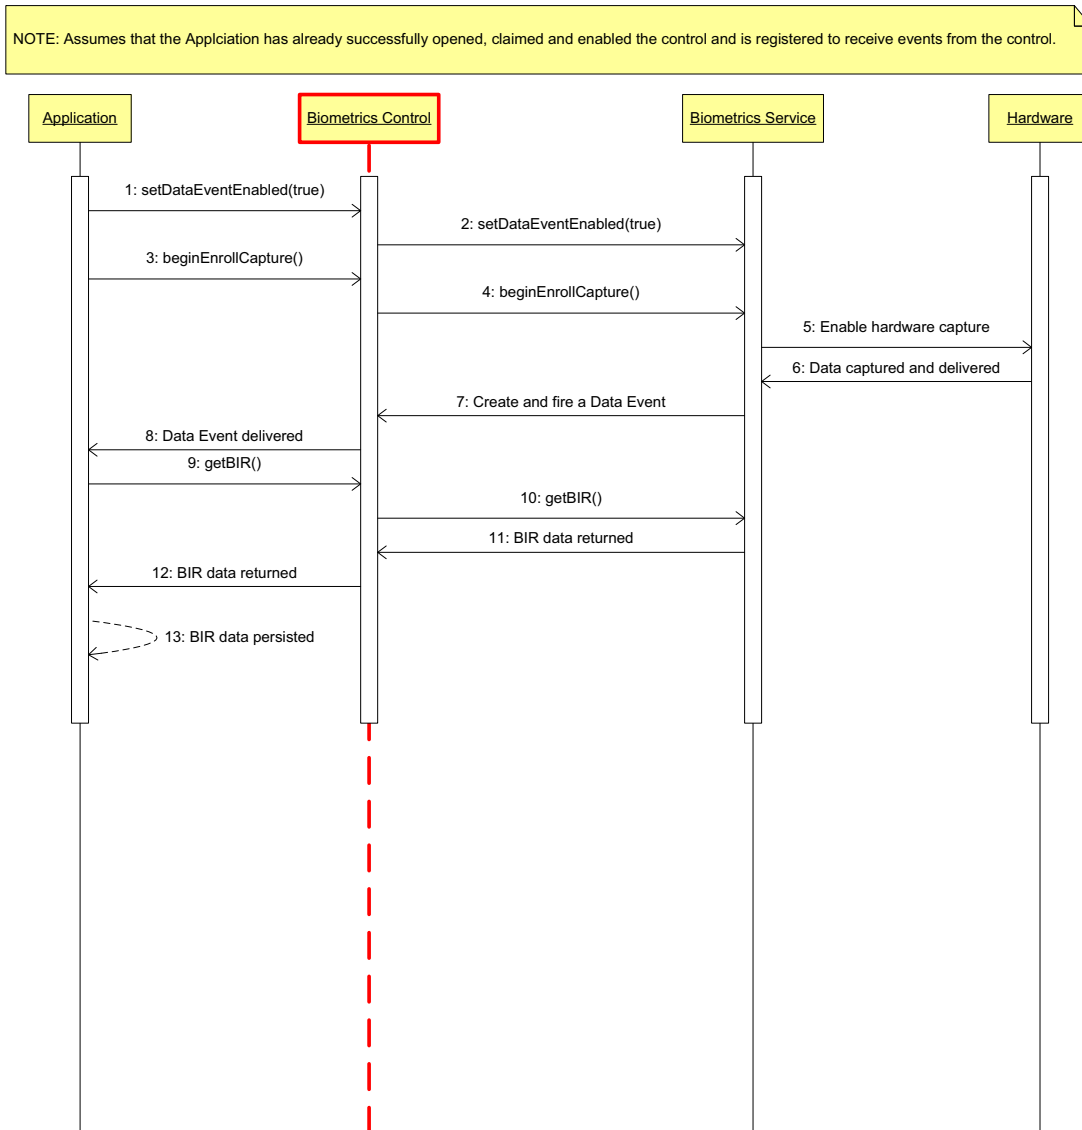 NOTE: Assumes that the Applciation has already successfully opened, claimed and enabled the control and is registered to receive events from the control.
Application
Biometrics Control
Biometrics Service
Hardware
1: setDataEventEnabled(true)
2: setDataEventEnabled(true)
3: beginEnrollCapture()
4: beginEnrollCapture()
5: Enable hardware capture
6: Data captured and delivered
7: Create and fire a Data Event
8: Data Event delivered
9: getBIR()
10: getBIR()
11: BIR data returned
12: BIR data returned
13: BIR data persisted